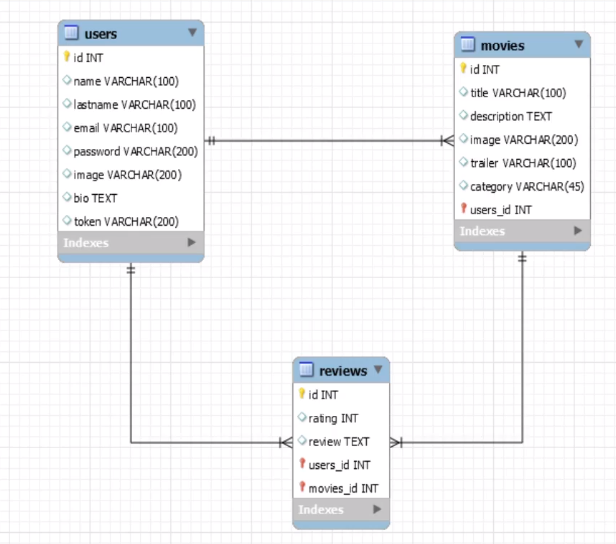 users
id INT
name VARCHAR(100)
lastname VARCHAR(100)
email VARCHAR(100)
password VARCHAR(200)
image VARCHAR(200)
bio TEXT
token VARCHAR(200)
Indexes
movies
id INT
title VARCHAR(100)
description TEXT
image VARCHAR(200)
trailer VARCHAR(100)
category VARCHAR(45)
users_id INT
Indexes
reviews
id INT
rating INT
review TEXT
users_id INT
movies_id INT
Indexes